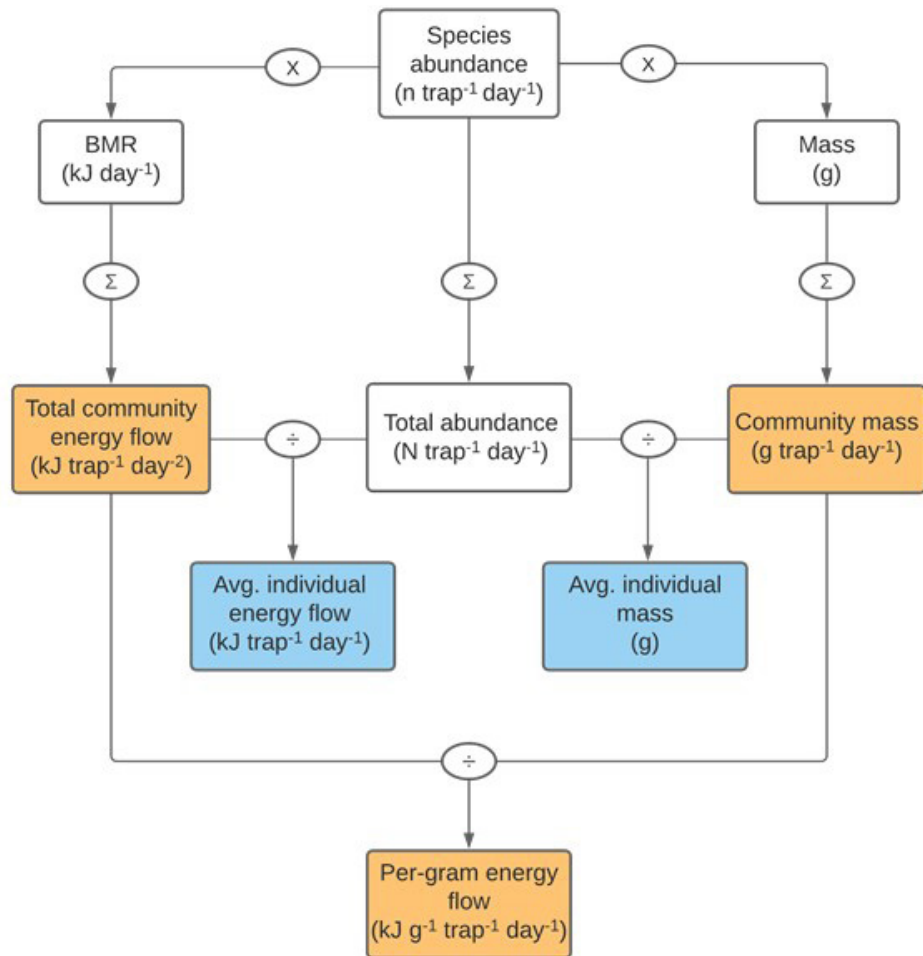 Species
abundance
(n trap⁻¹ day⁻¹)
X
X
BMR
(kJ day⁻¹)
Mass
(g)
Σ
Σ
Σ
Total community
energy flow
(kJ trap⁻¹ day⁻²)
÷
Total abundance
(N trap⁻¹ day⁻¹)
÷
Community mass
(g trap⁻¹ day⁻¹)
Avg. individual
energy flow
(kJ trap⁻¹ day⁻¹)
Avg. individual
mass
(g)
÷
Per-gram energy
flow
(kJ g⁻¹ trap⁻¹ day⁻¹)